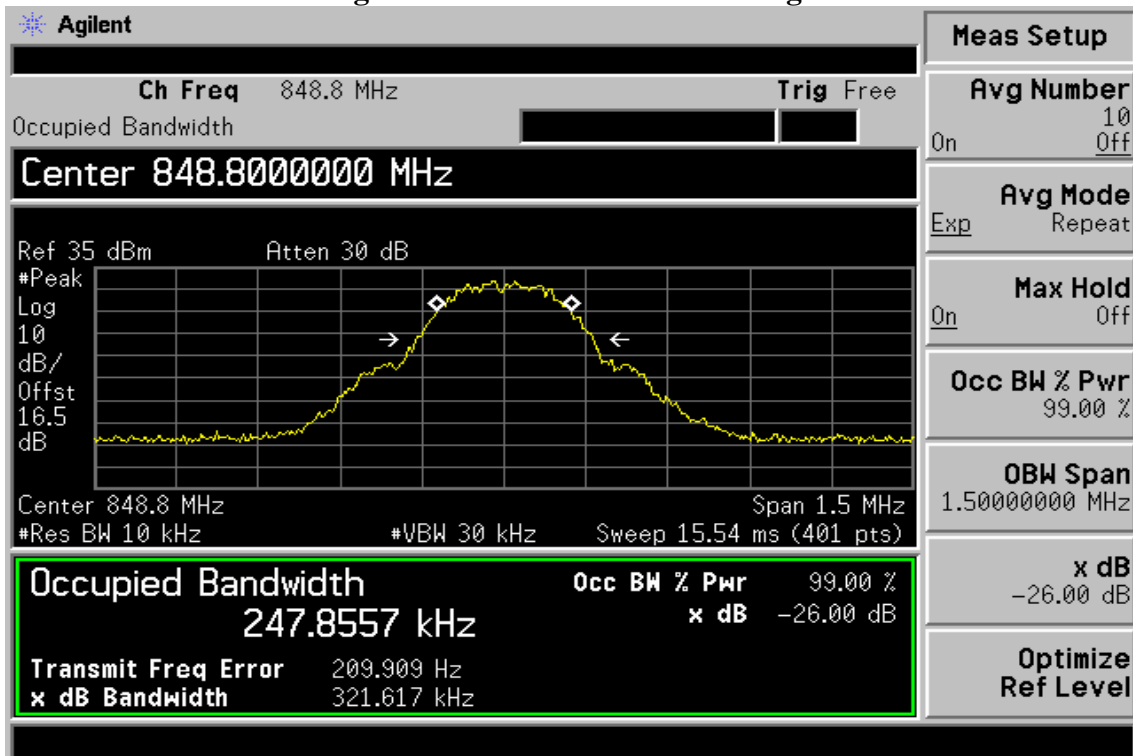 Agilent
Ch Freq 848.8 MHz Trig Free
Occupied Bandwidth
Center 848.8000000 MHz
Ref 35 dBm Atten 30 dB
#Peak
Log
10
dB/
Offst
16.5
dB
Center 848.8 MHz Span 1.5 MHz
#Res BW 10 kHz #VBW 30 kHz Sweep 15.54 ms (401 pts)
Occupied Bandwidth Occ BW % Pwr 99.00 %
247.8557 kHz x dB -26.00 dB
Transmit Freq Error 209.909 Hz
x dB Bandwidth 321.617 kHz
Meas Setup
Avg Number
10
On Off
Avg Mode
Exp Repeat
Max Hold
On Off
Occ BW % Pwr
99.00 %
OBW Span
1.50000000 MHz
x dB
-26.00 dB
Optimize
Ref Level